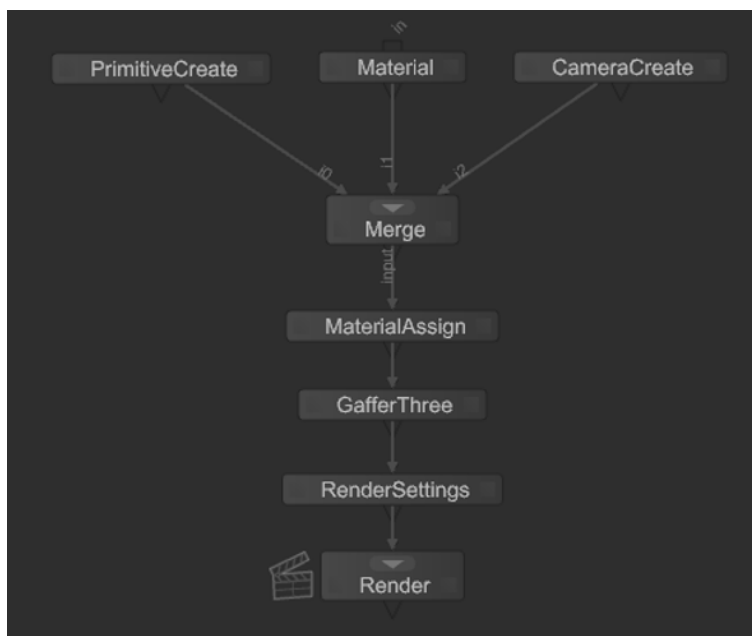 in
PrimitiveCreate
Material
CameraCreate
i0
i1
i2
Merge
input
MaterialAssign
GafferThree
RenderSettings
Render